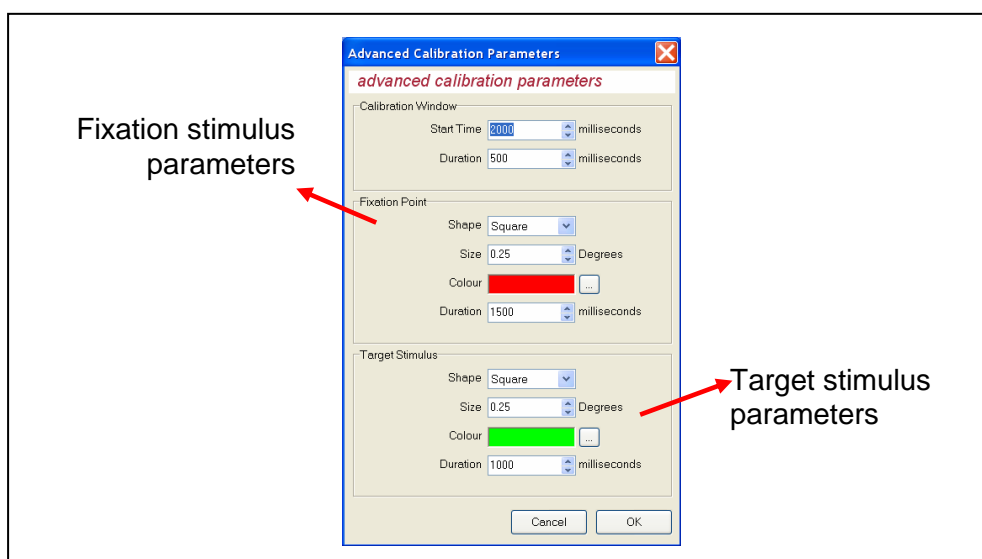 Advanced Calibration Parameters
advanced calibration parameters
Calibration Window
Start Time 2000 milliseconds
Duration 500 milliseconds
Fixation stimulus
parameters
Fixation Point
Shape Square
Size 0.25 Degrees
Colour ...
Duration 1500 milliseconds
Target Stimulus
Shape Square
Size 0.25 Degrees
Colour ...
Duration 1000 milliseconds
Target stimulus
parameters
Cancel OK